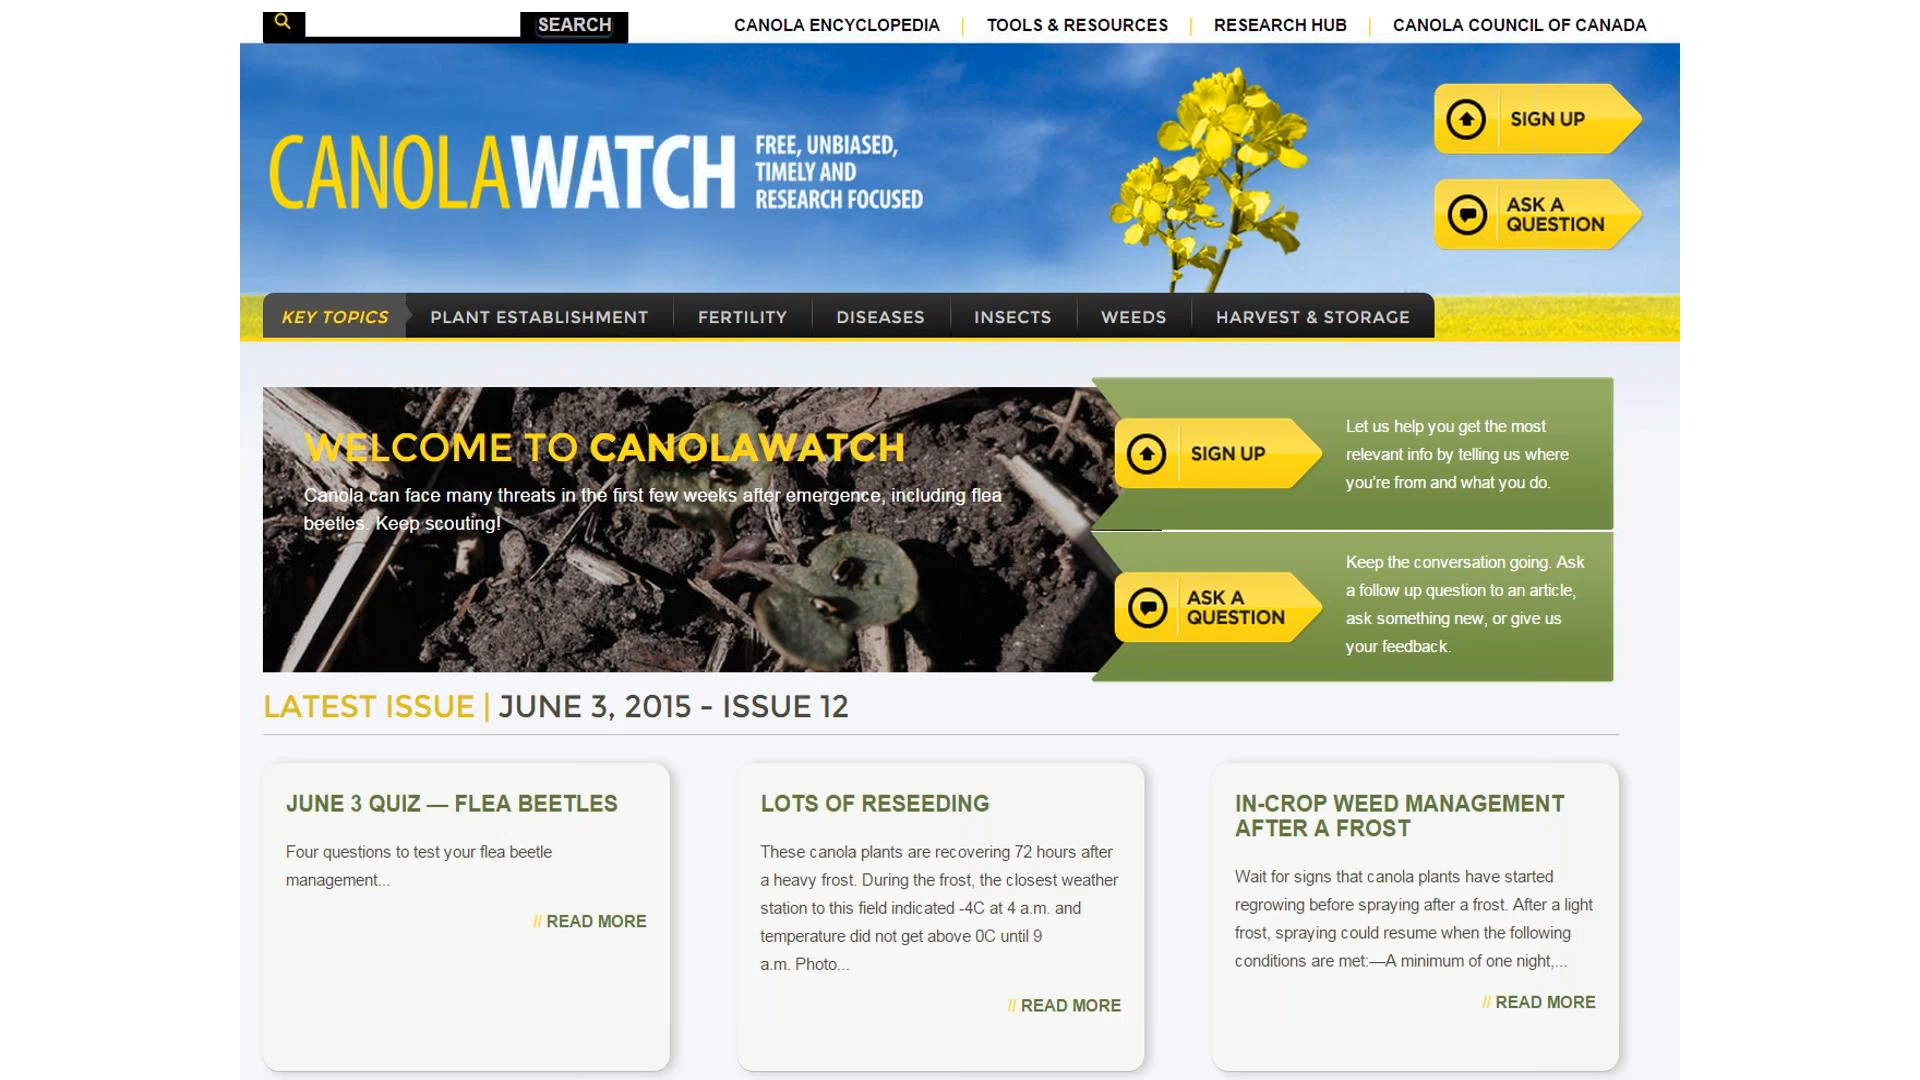 SEARCH
CANOLA ENCYCLOPEDIA | TOOLS & RESOURCES | RESEARCH HUB | CANOLA COUNCIL OF CANADA
CANOLAWATCH
FREE, UNBIASED,
TIMELY AND
RESEARCH FOCUSED
SIGN UP
ASK A
QUESTION
KEY TOPICS PLANT ESTABLISHMENT FERTILITY DISEASES INSECTS WEEDS HARVEST & STORAGE
WELCOME TO CANOLAWATCH
Canola can face many threats in the first few weeks after emergence, including flea
beetles. Keep scouting!
SIGN UP
Let us help you get the most
relevant info by telling us where
you're from and what you do.
ASK A
QUESTION
Keep the conversation going. Ask
a follow up question to an article,
ask something new, or give us
your feedback.
LATEST ISSUE | JUNE 3, 2015 - ISSUE 12
JUNE 3 QUIZ — FLEA BEETLES
Four questions to test your flea beetle
management...
// READ MORE
LOTS OF RESEEDING
These canola plants are recovering 72 hours after
a heavy frost. During the frost, the closest weather
station to this field indicated -4C at 4 a.m. and
temperature did not get above 0C until 9
a.m. Photo...
// READ MORE
IN-CROP WEED MANAGEMENT
AFTER A FROST
Wait for signs that canola plants have started
regrowing before spraying after a frost. After a light
frost, spraying could resume when the following
conditions are met:—A minimum of one night,...
// READ MORE